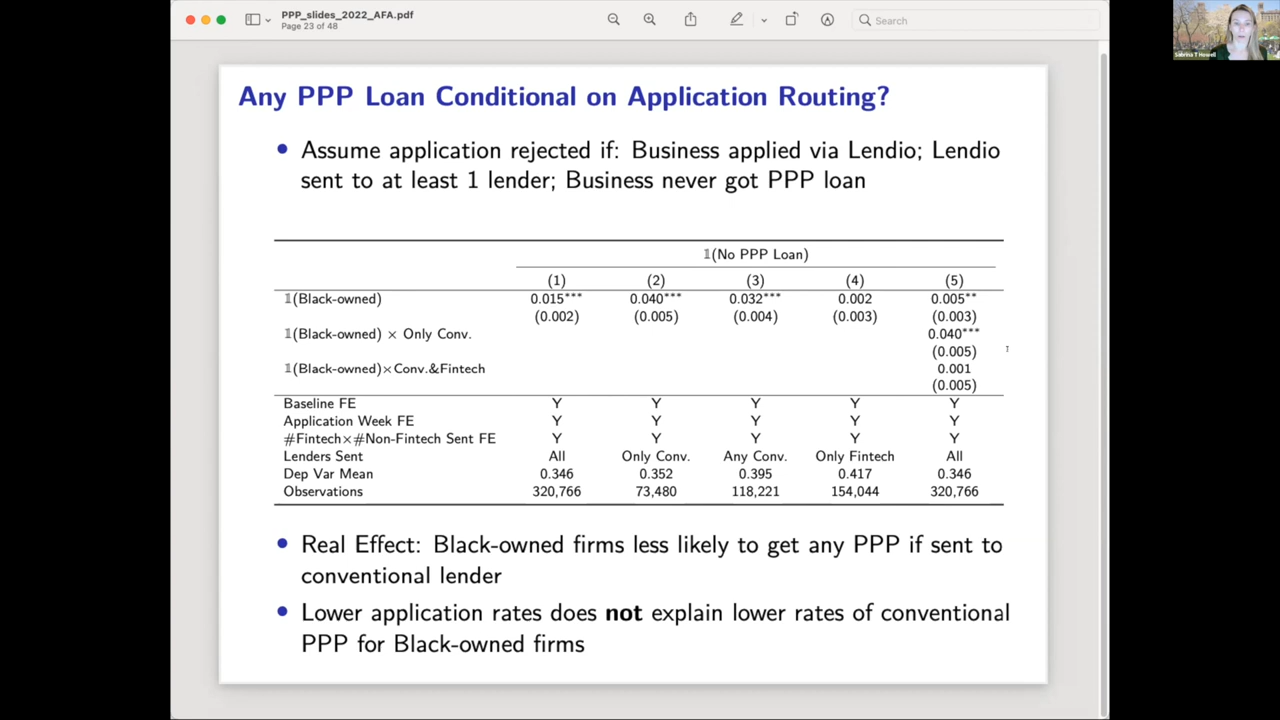 PPP_slides_2022_AFA.pdf
Page 23 of 48
Search
Sabrina T Howell
Any PPP Loan Conditional on Application Routing?
• Assume application rejected if: Business applied via Lendio; Lendio
sent to at least 1 lender; Business never got PPP loan
𝟙(No PPP Loan)
(1) (2) (3) (4) (5)
𝟙(Black-owned) 0.015*** 0.040*** 0.032*** 0.002 0.005**
(0.002) (0.005) (0.004) (0.003) (0.003)
𝟙(Black-owned) × Only Conv. 0.040***
(0.005)
𝟙(Black-owned)×Conv.&Fintech 0.001
(0.005)
Baseline FE Y Y Y Y Y
Application Week FE Y Y Y Y Y
#Fintech×#Non-Fintech Sent FE Y Y Y Y Y
Lenders Sent All Only Conv. Any Conv. Only Fintech All
Dep Var Mean 0.346 0.352 0.395 0.417 0.346
Observations 320,766 73,480 118,221 154,044 320,766
• Real Effect: Black-owned firms less likely to get any PPP if sent to
conventional lender
• Lower application rates does not explain lower rates of conventional
PPP for Black-owned firms